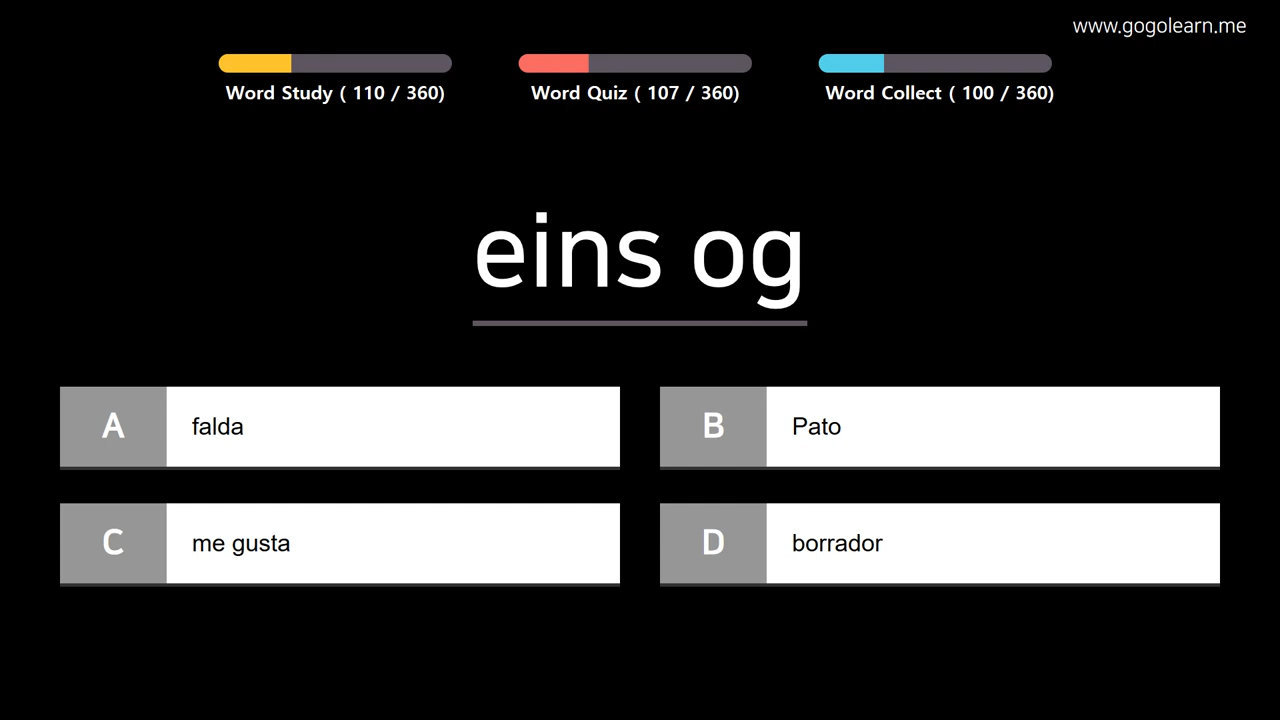 www.gogolearn.me
Word Study ( 110 / 360)
Word Quiz ( 107 / 360)
Word Collect ( 100 / 360)
eins og
A falda
B Pato
C me gusta
D borrador